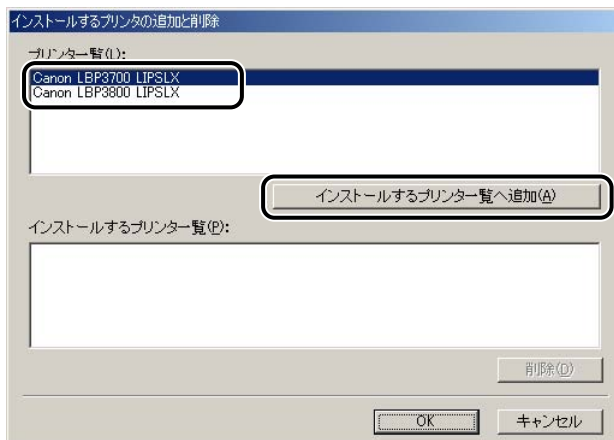 インストールするプリンタの追加と削除
プリンター覧(L):
Canon LBP3700 LIPSLX
Canon LBP3800 LIPSLX
インストールするプリンター覧へ追加(A)
インストールするプリンター覧(P):
削除(D)
OK
キャンセル